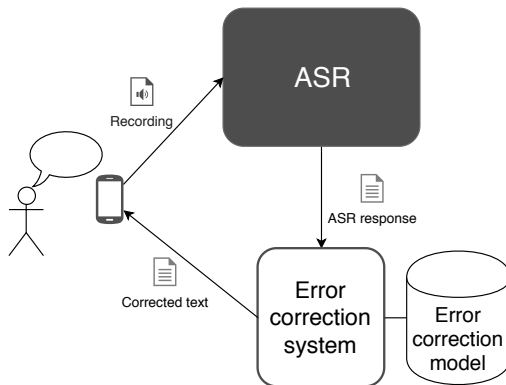 ASR
Recording
ASR response
Corrected text
Error
correction
system
Error
correction
model